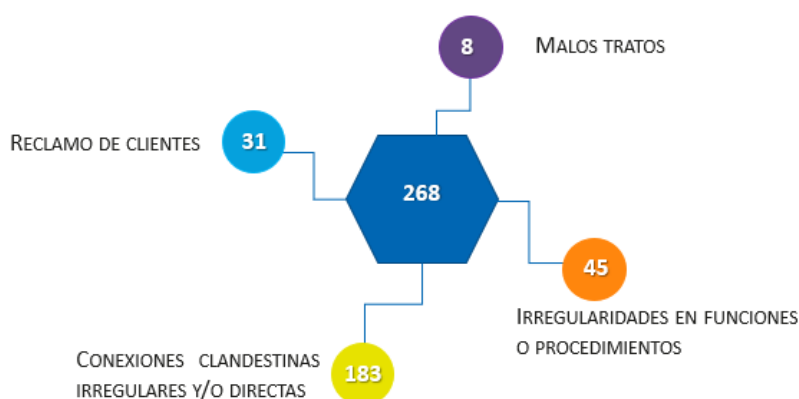 8
MALOS TRATOS
RECLAMO DE CLIENTES
31
268
45
IRREGULARIDADES EN FUNCIONES
O PROCEDIMIENTOS
CONEXIONES CLANDESTINAS
IRREGULARES Y/O DIRECTAS
183